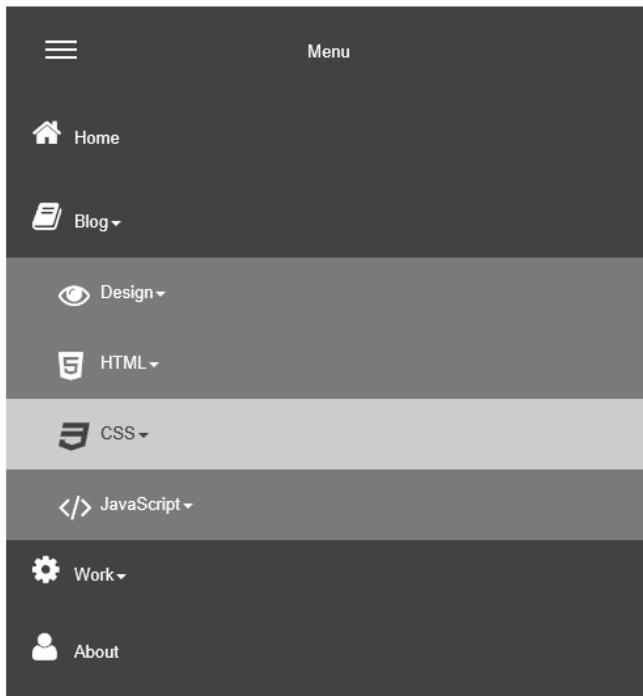 Menu
Home
Blog
Design
HTML
CSS
JavaScript
Work
About